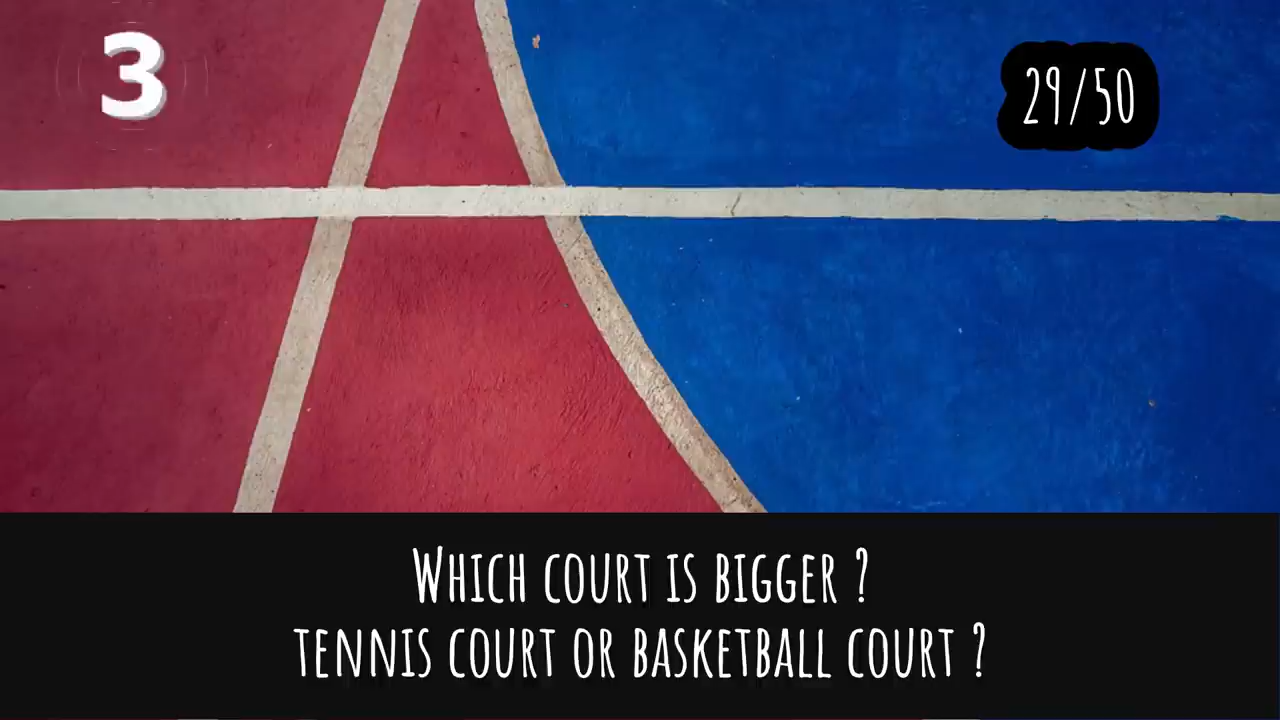 3
29/50
Which court is bigger ?
tennis court or basketball court ?